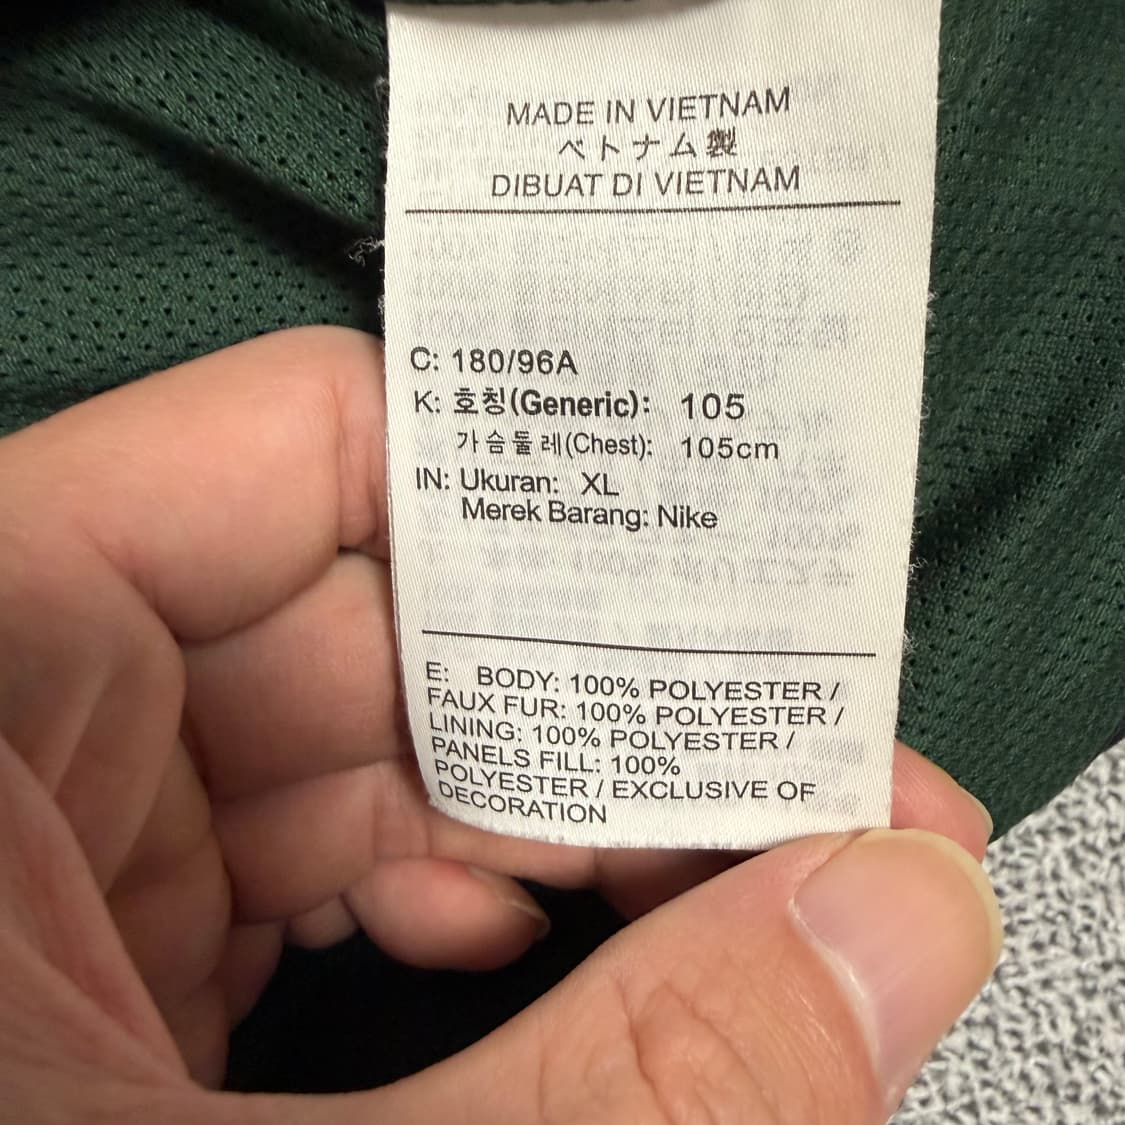 MADE IN VIETNAM
ベトナム製
DIBUAT DI VIETNAM
C: 180/96A
K: 호칭(Generic): 105
가슴둘레(Chest): 105cm
IN: Ukuran: XL
Merek Barang: Nike
E: BODY: 100% POLYESTER /
FAUX FUR: 100% POLYESTER /
LINING: 100% POLYESTER /
PANELS FILL: 100%
POLYESTER / EXCLUSIVE OF
DECORATION